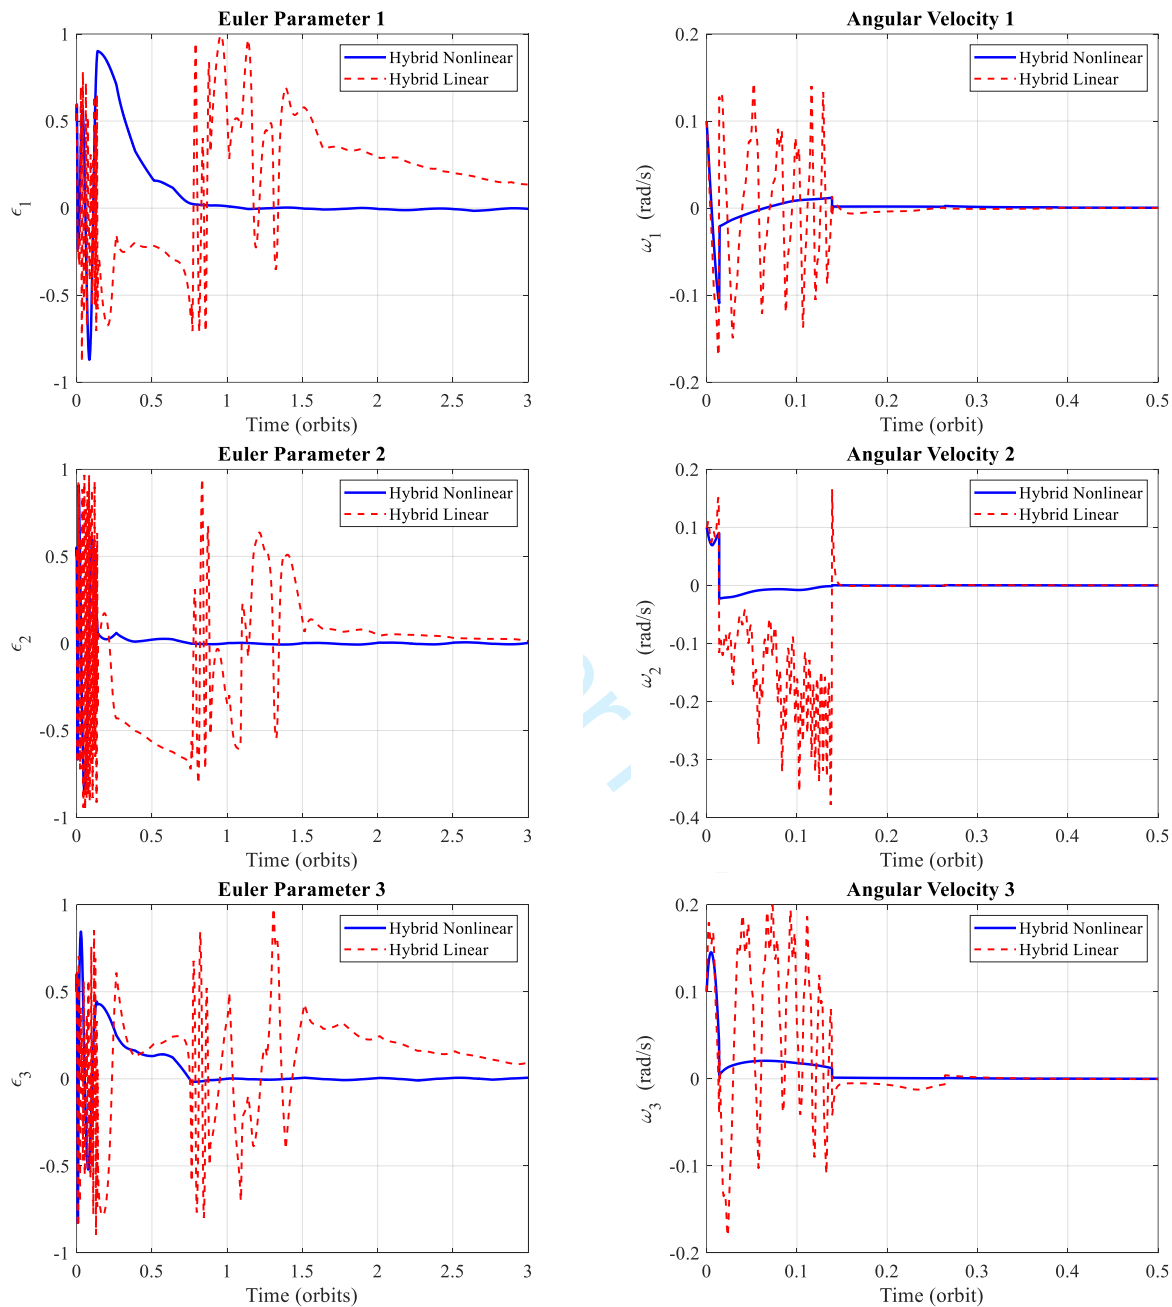 Euler Parameter 1
1
0.5
0
-0.5
-1
ϵ1
Hybrid Nonlinear
Hybrid Linear
0 0.5 1 1.5 2 2.5 3
Time (orbits)
Angular Velocity 1
0.2
0.1
0
-0.1
-0.2
ω1 (rad/s)
Hybrid Nonlinear
Hybrid Linear
0 0.1 0.2 0.3 0.4 0.5
Time (orbit)
Euler Parameter 2
1
0.5
0
-0.5
-1
ϵ2
Hybrid Nonlinear
Hybrid Linear
0 0.5 1 1.5 2 2.5 3
Time (orbits)
Angular Velocity 2
0.2
0.1
0
-0.1
-0.2
-0.3
-0.4
ω2 (rad/s)
Hybrid Nonlinear
Hybrid Linear
0 0.1 0.2 0.3 0.4 0.5
Time (orbit)
Euler Parameter 3
1
0.5
0
-0.5
-1
ϵ3
Hybrid Nonlinear
Hybrid Linear
0 0.5 1 1.5 2 2.5 3
Time (orbits)
Angular Velocity 3
0.2
0.1
0
-0.1
-0.2
ω3 (rad/s)
Hybrid Nonlinear
Hybrid Linear
0 0.1 0.2 0.3 0.4 0.5
Time (orbit)